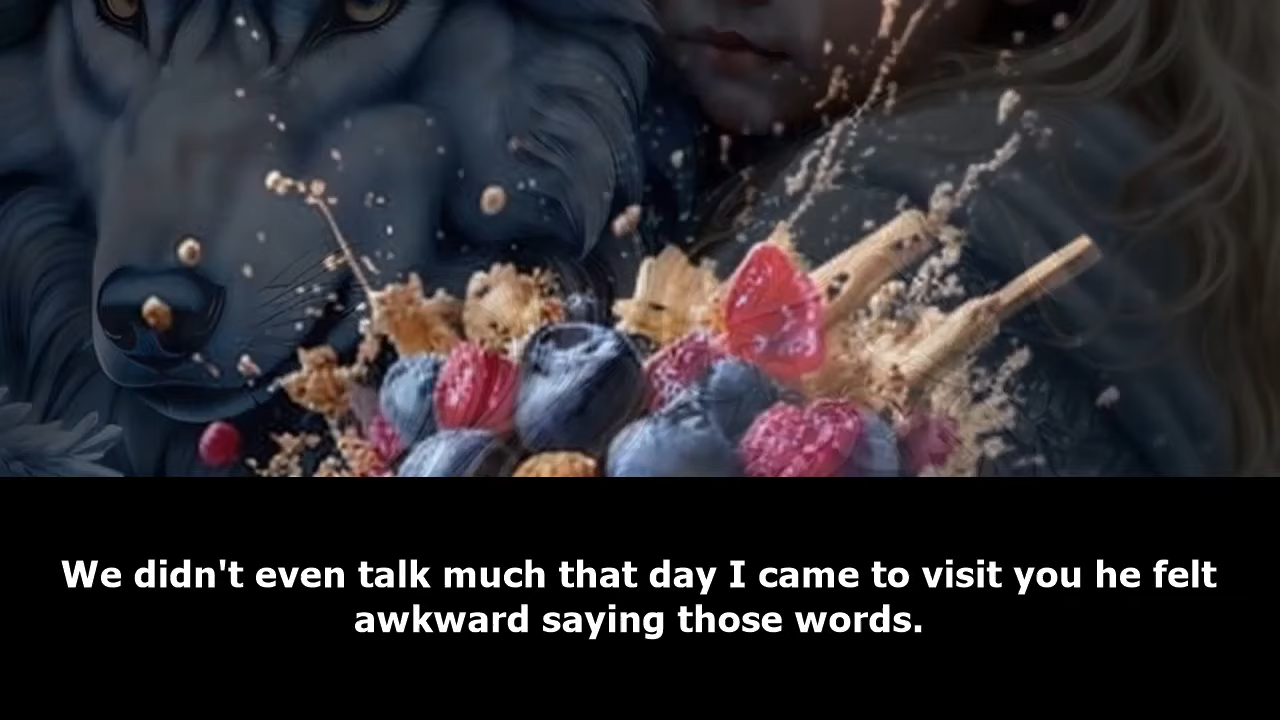 We didn't even talk much that day I came to visit you he felt
awkward saying those words.